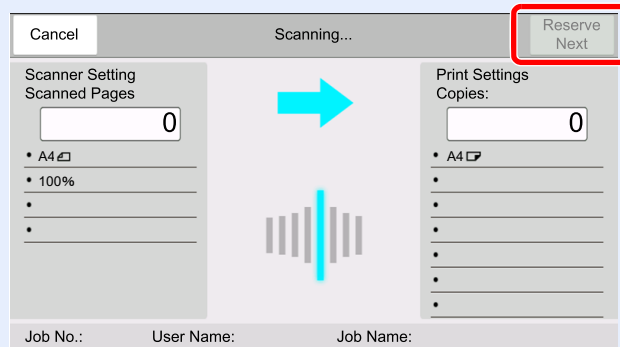 Cancel
Scanning...
Reserve
Next
Scanner Setting
Scanned Pages
0
• A4
• 100%
•
•
Print Settings
Copies:
0
• A4
•
•
•
•
•
•
Job No.: User Name: Job Name: